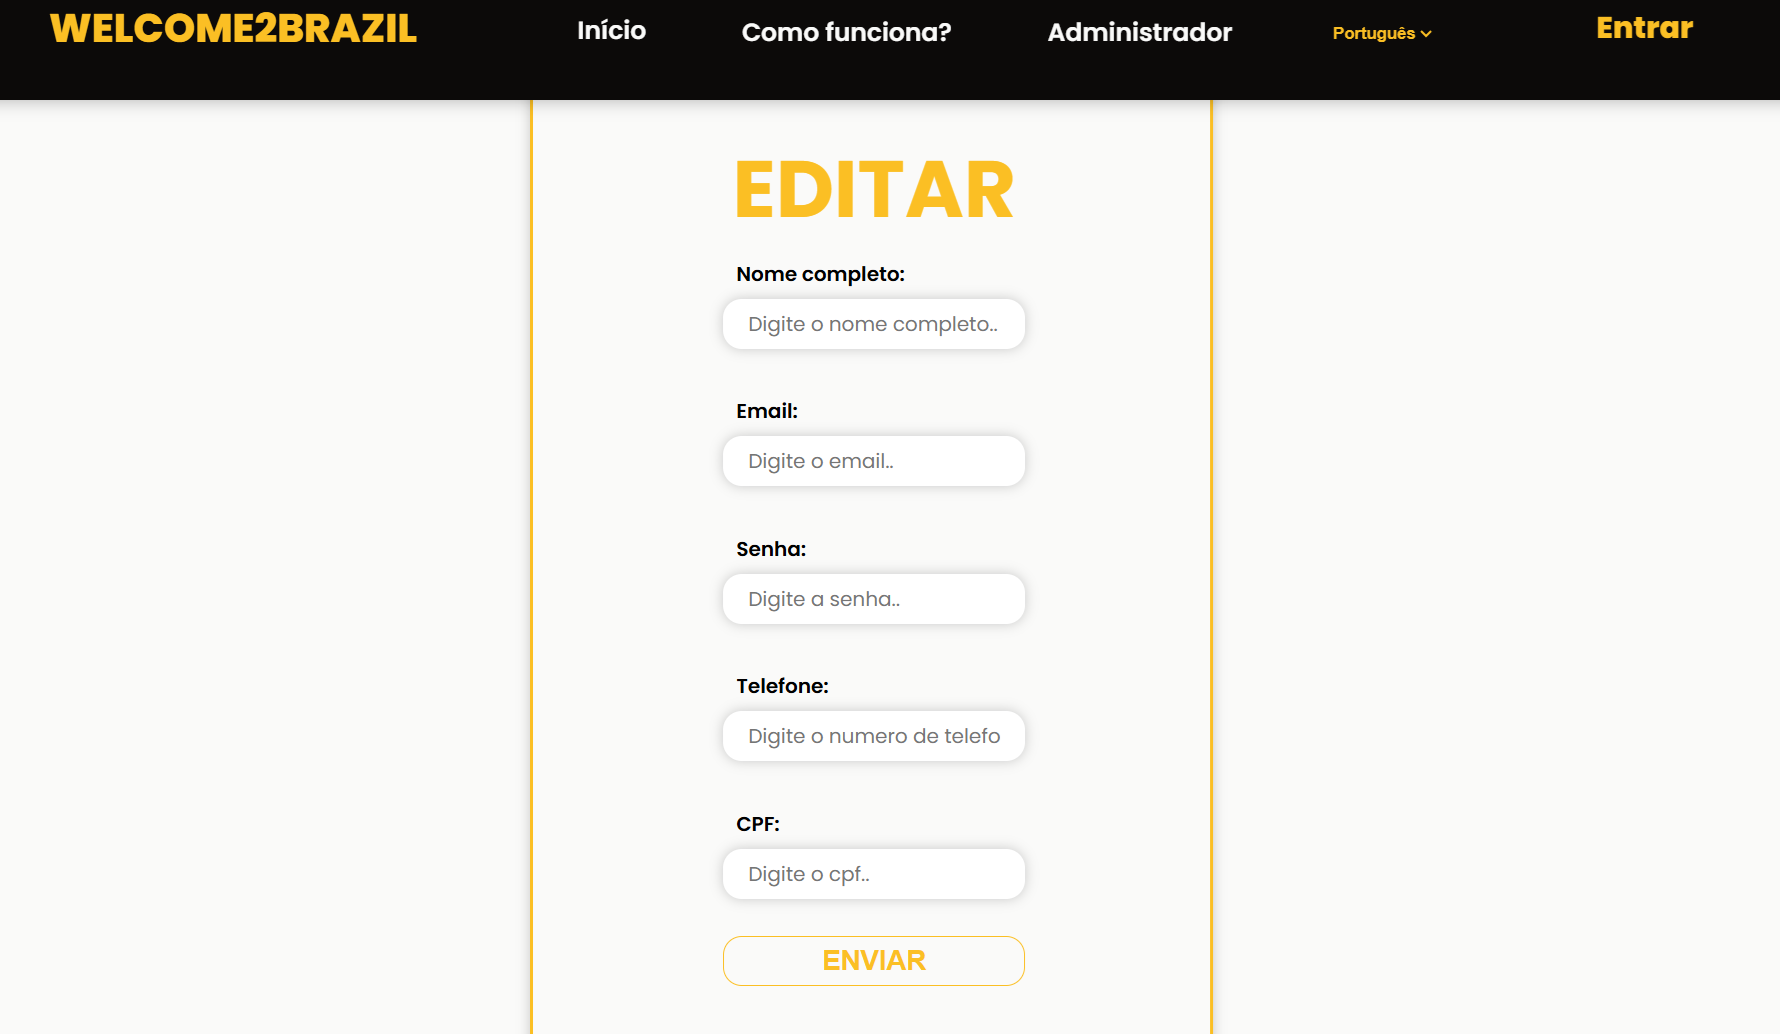 WELCOME2BRAZIL Início Como funciona? Administrador Português Entrar
EDITAR
Nome completo:
Digite o nome completo..
Email:
Digite o email..
Senha:
Digite a senha..
Telefone:
Digite o numero de telefo
CPF:
Digite o cpf..
ENVIAR